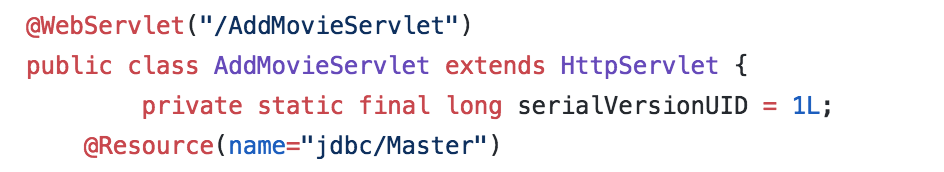 @WebServlet("/AddMovieServlet")
public class AddMovieServlet extends HttpServlet {
        private static final long serialVersionUID = 1L;
    @Resource(name="jdbc/Master")